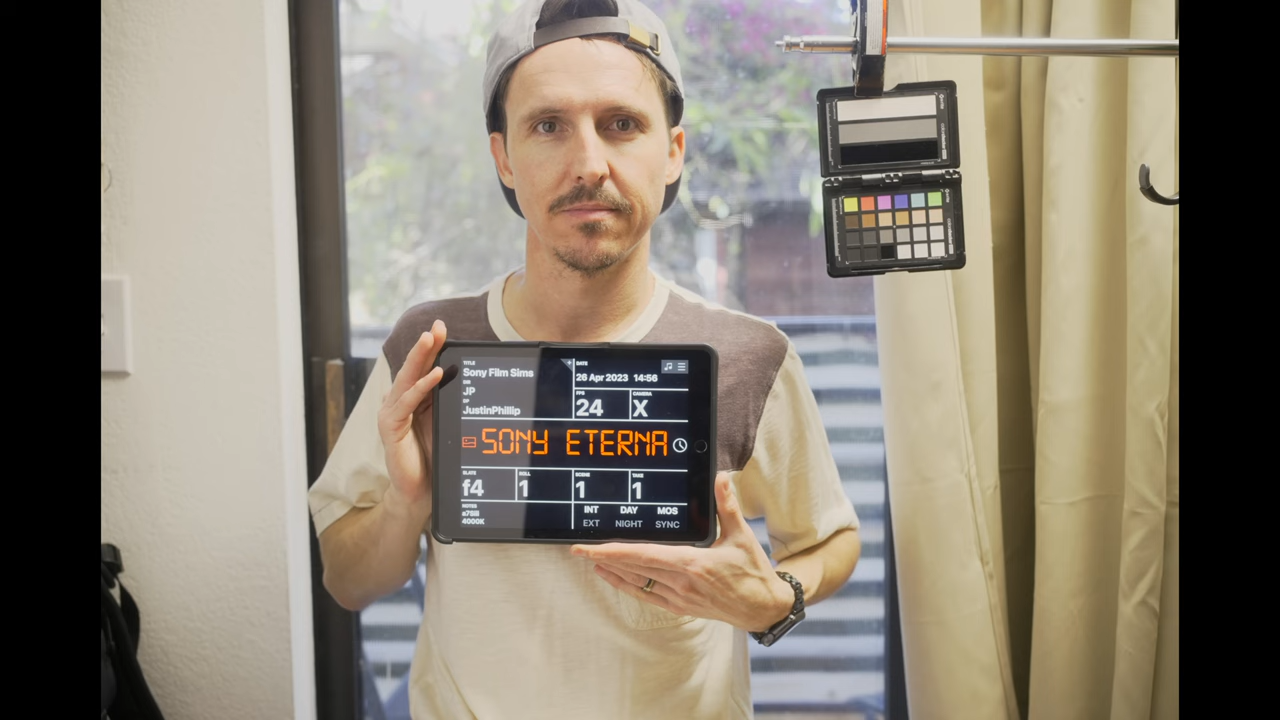 TITLE
Sony Film Sims
DIR
JP
DP
JustinPhillip
DATE
26 Apr 2023 14:56
FPS
24
CAMERA
X
SONY ETERNA
SLATE
f4
ROLL
1
SCENE
1
TAKE
1
NOTES
a7SIII
4000K
INT DAY MOS
EXT NIGHT SYNC